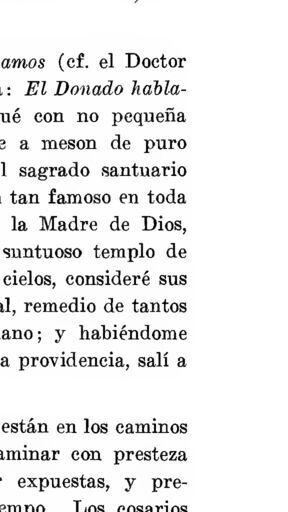 amos (cf. el Doctor
: El Donado habla-
ué con no pequeña
e a meson de puro
l sagrado santuario
tan famoso en toda
la Madre de Dios,
suntuoso templo de
cielos, consideré sus
al, remedio de tantos
ano; y habiéndome
a providencia, salí a
están en los caminos
aminar con presteza
expuestas, y pre-
empo. Los cosarios